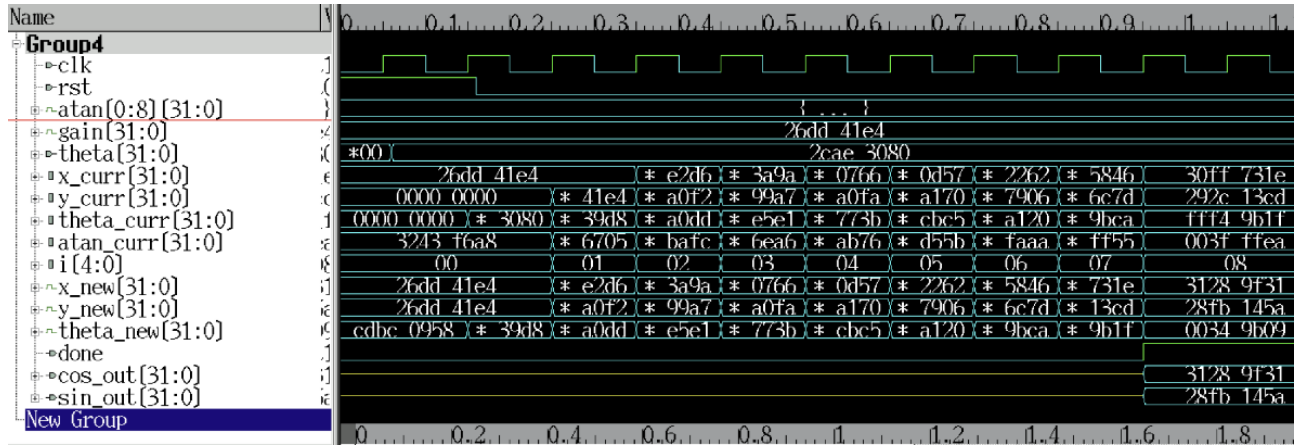 Name 0 0.1 0.2 0.3 0.4 0.5 0.6 0.7 0.8 0.9 1 1.
Group4
clk
rst
atan[0:8][31:0] { ... }
gain[31:0] 26dd 41e4
theta[31:0] *00 2cae 3080
x_curr[31:0] 26dd 41e4 * e2d6 * 3a9a * 0766 * 0d57 * 2262 * 5846 30ff 731e
y_curr[31:0] 0000 0000 * 41e4 * a0f2 * 99a7 * a0fa * a170 * 7906 * 6c7d 292c 13cd
theta_curr[31:0] 0000 0000 * 3080 * 39d8 * a0dd * e5e1 * 773b * cbc5 * a120 * 9bca fff4 9b1f
atan_curr[31:0] 3243 f6a8 * 6705 * bafc * 6ea6 * ab76 * d55b * faaa * ff55 003f ffea
i[4:0] 00 01 02 03 04 05 06 07 08
x_new[31:0] 26dd 41e4 * e2d6 * 3a9a * 0766 * 0d57 * 2262 * 5846 * 731e 3128 9f31
y_new[31:0] 26dd 41e4 * a0f2 * 99a7 * a0fa * a170 * 7906 * 6c7d * 13cd 28fb 145a
theta_new[31:0] cdbc 0958 * 39d8 * a0dd * e5e1 * 773b * cbc5 * a120 * 9bca * 9b1f 0034 9b09
done
cos_out[31:0] 3128 9f31
sin_out[31:0] 28fb 145a
New Group
0 0.2 0.4 0.6 0.8 1 1.2 1.4 1.6 1.8